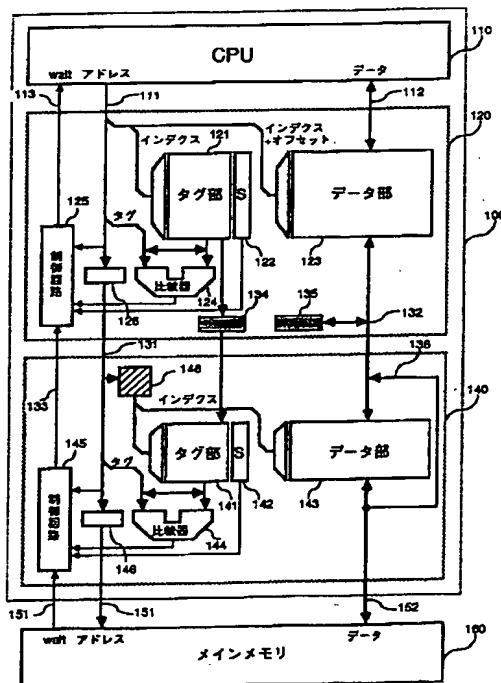 CPU
110
wait アドレス
データ
113
111
112
120
インデクス
121
インデクス
+オフセット
タグ部
S
データ部
100
125
制御回路
タグ
122
123
比較器
124
126
134
135
132
131
136
148
140
133
インデクス
145
タグ
タグ部
S
データ部
制御回路
141
142
143
比較器
144
146
151
151
152
wait アドレス
データ
160
メインメモリ